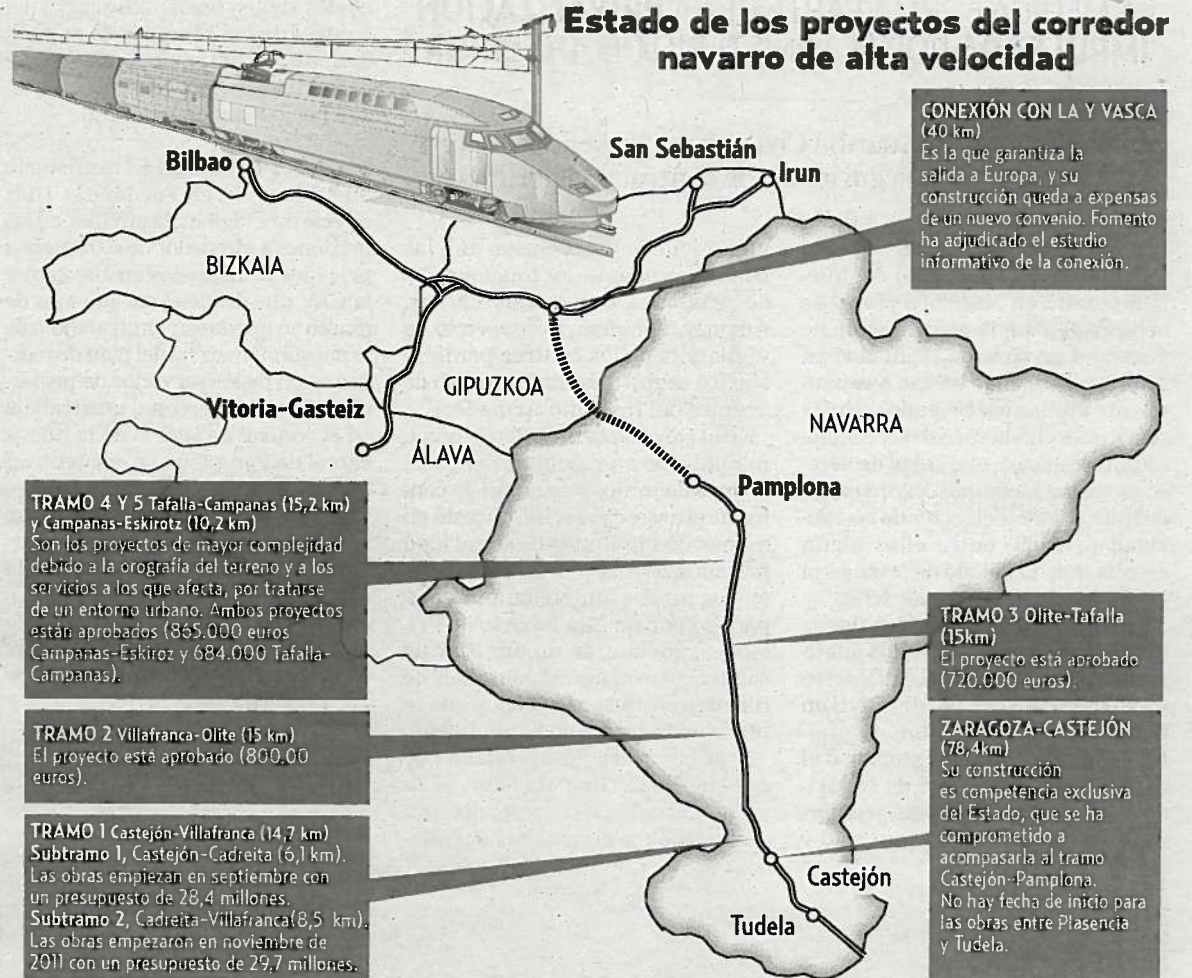 Estado de los proyectos del corredor
navarro de alta velocidad
CONEXIÓN CON LA Y VASCA
(40 km)
Es la que garantiza la
salida a Europa, y su
construcción queda a expensas
de un nuevo convenio. Fomento
ha adjudicado el estudio
informativo de la conexión.
Bilbao
San Sebastián
Irun
BIZKAIA
GIPUZKOA
Vitoria-Gasteiz
ÁLAVA
NAVARRA
Pamplona
TRAMO 4 Y 5 Tafalla-Campanas (15,2 km)
y Campanas-Eskirotz (10,2 km)
Son los proyectos de mayor complejidad
debido a la orografía del terreno y a los
servicios a los que afecta, por tratarse
de un entorno urbano. Ambos proyectos
están aprobados (865.000 euros
Campanas-Eskiroz y 684.000 Tafalla-
Campanas).
TRAMO 3 Olite-Tafalla
(15km)
El proyecto está aprobado
(720.000 euros).
TRAMO 2 Villafranca-Olite (15 km)
El proyecto está aprobado (800,00
euros).
ZARAGOZA-CASTEJÓN
(78,4km)
Su construcción
es competencia exclusiva
del Estado, que se ha
comprometido a
acompasarla al tramo
Castejón-Pamplona.
No hay fecha de inicio para
las obras entre Plasencia
y Tudela.
TRAMO 1 Castejón-Villafranca (14,7 km)
Subtramo 1, Castejón-Cadreita (6,1 km).
Las obras empiezan en septiembre con
un presupuesto de 28,4 millones.
Subtramo 2, Cadreita-Villafranca(8,5 km).
Las obras empezaron en noviembre de
2011 con un presupuesto de 29,7 millones.
Castejón
Tudela